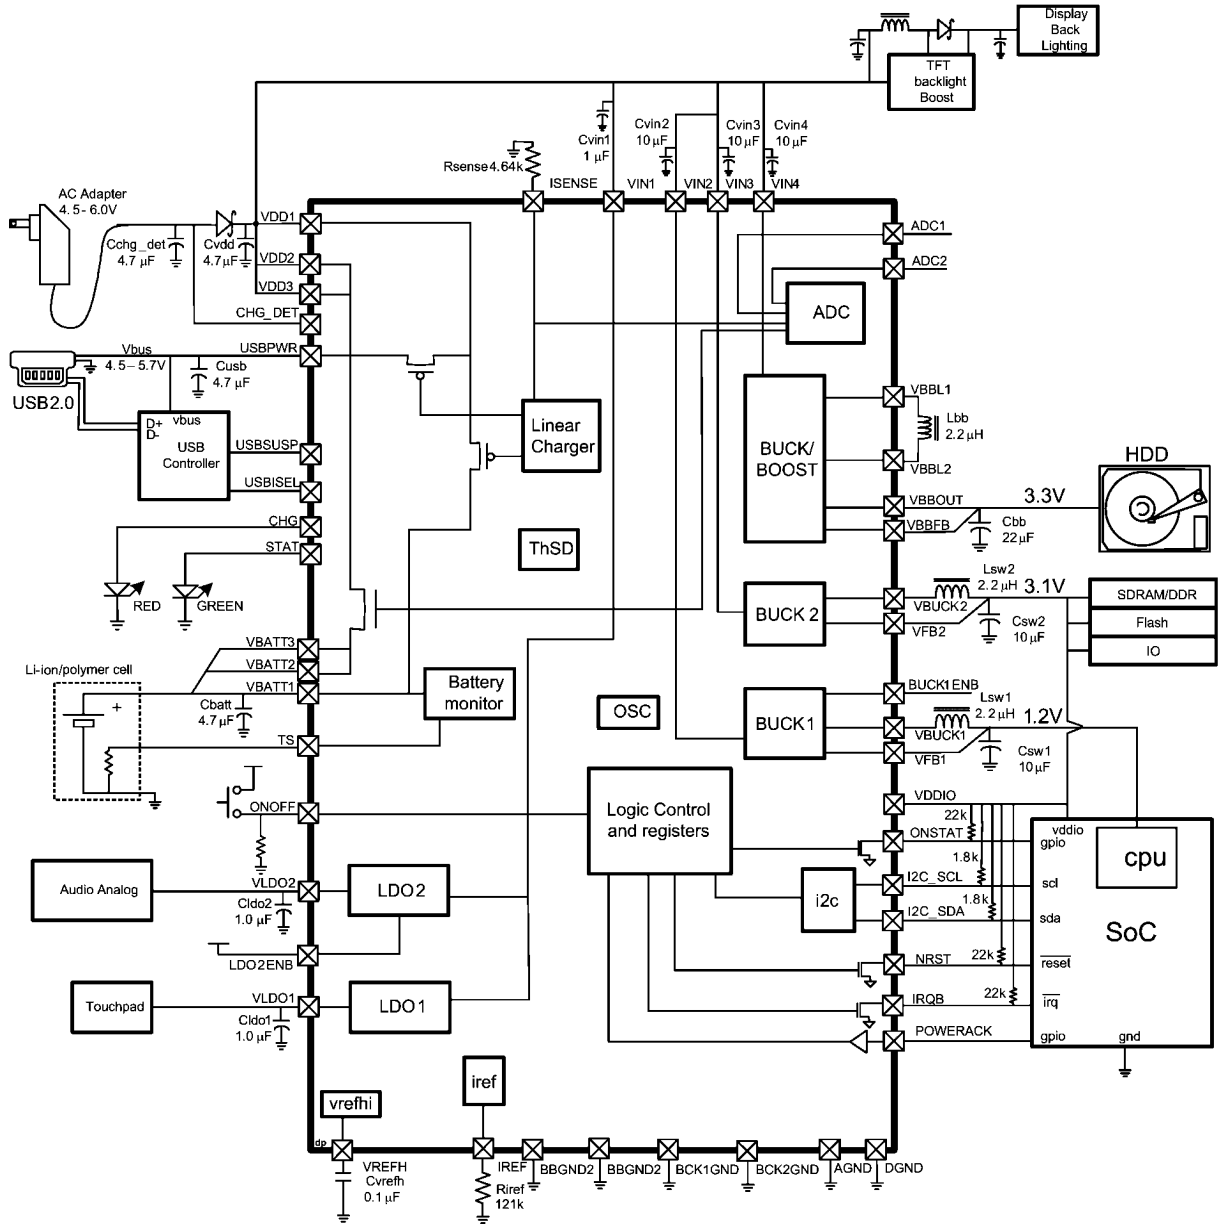 Display
Back
Lighting
TFT
backlight
Boost
Cvin1
1 µF
Cvin2
10 µF
Cvin3
10 µF
Cvin4
10 µF
Rsense4.64k
ISENSE
VIN1
VIN2
VIN3
VIN4
AC Adapter
4.5-6.0V
Cchg_det
4.7 µF
Cvdd
4.7 µF
VDD1
VDD2
VDD3
CHG_DET
Vbus
4.5-5.7V
USBPWR
Cusb
4.7 µF
USB2.0
D+
D-
vbus
USB
Controller
USBSUSP
USBISEL
CHG
STAT
RED
GREEN
Linear
Charger
ThSD
ADC
ADC1
ADC2
BUCK/
BOOST
VBBL1
Lbb
2.2 µH
VBBL2
VBBOUT
3.3V
VBBFB
Cbb
22 µF
HDD
BUCK 2
Lsw2
2.2 µH
3.1V
VBUCK2
VFB2
Csw2
10 µF
SDRAM/DDR
Flash
IO
VBATT3
VBATT2
VBATT1
Li-ion/polymer cell
+
Cbatt
4.7 µF
TS
Battery
monitor
OSC
BUCK1
BUCK1ENB
Lsw1
2.2 µH
1.2V
VBUCK1
VFB1
Csw1
10 µF
ONOFF
Logic Control
and registers
VDDIO
22k
ONSTAT
1.8k
I2C_SCL
1.8k
I2C_SDA
22k
NRST
22k
IRQB
POWERACK
i2c
vddio
gpio
cpu
scl
sda
SoC
reset
irq
gpio
gnd
Audio Analog
VLDO2
Cldo2
1.0 µF
LDO2
LDO2ENB
Touchpad
VLDO1
Cldo1
1.0 µF
LDO1
vrefhi
iref
dp
VREFH
Cvrefh
0.1 µF
IREF
Riref
121k
BBGND2
BBGND2
BCK1GND
BCK2GND
AGND
DGND